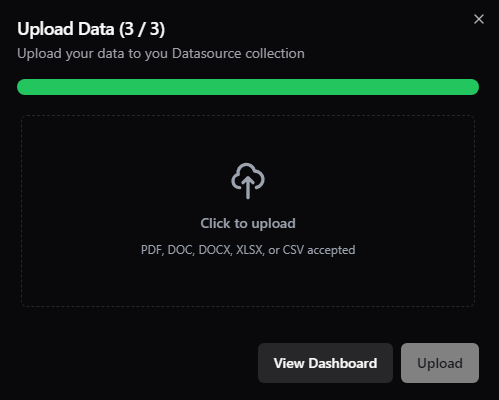 Upload Data (3 / 3)
Upload your data to you Datasource collection
Click to upload
PDF, DOC, DOCX, XLSX, or CSV accepted
View Dashboard
Upload